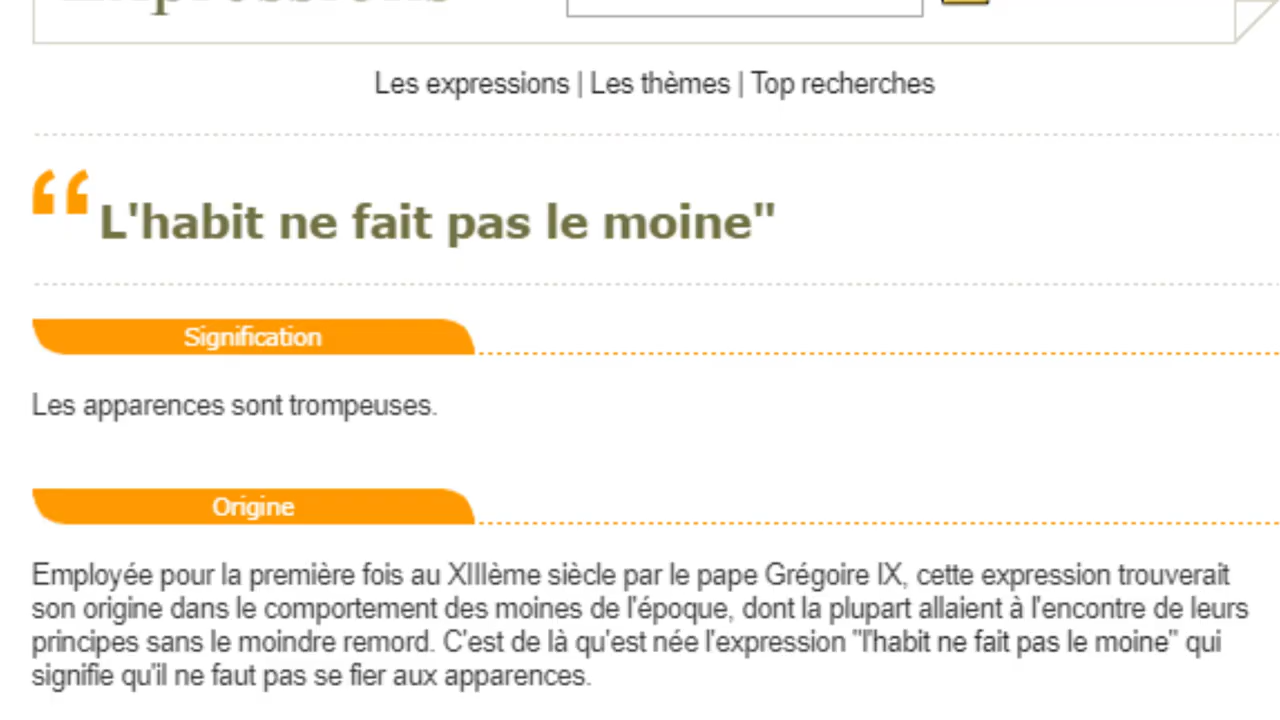 Les expressions | Les thèmes | Top recherches
“L'habit ne fait pas le moine"
Signification
Les apparences sont trompeuses.
Origine
Employée pour la première fois au XIIIème siècle par le pape Grégoire IX, cette expression trouverait
son origine dans le comportement des moines de l'époque, dont la plupart allaient à l'encontre de leurs
principes sans le moindre remord. C'est de là qu'est née l'expression "l'habit ne fait pas le moine" qui
signifie qu'il ne faut pas se fier aux apparences.